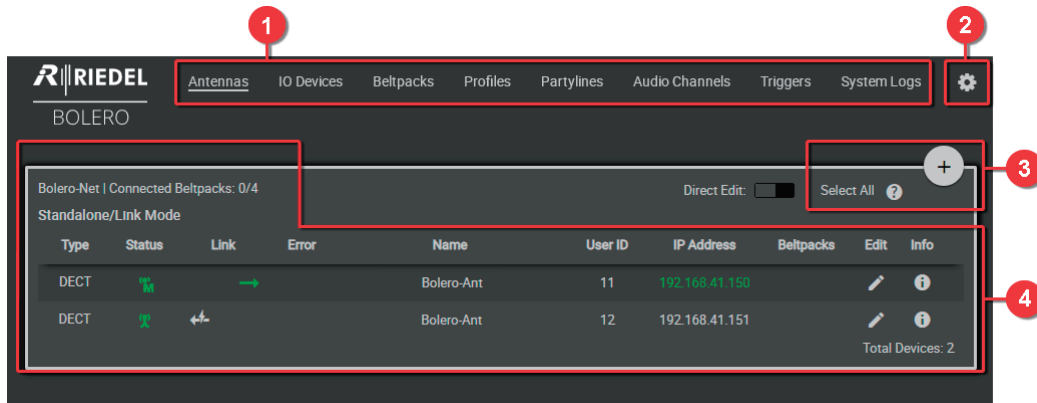 1
2
RIEDEL Antennas IO Devices Beltpacks Profiles Partylines Audio Channels Triggers System Logs
BOLERO
+
3
Bolero-Net | Connected Beltpacks: 0/4 Direct Edit: Select All ?
Standalone/Link Mode
Type Status Link Error Name User ID IP Address Beltpacks Edit Info
DECT M Bolero-Ant 11 192.168.41.150 i
4
DECT Bolero-Ant 12 192.168.41.151 i
Total Devices: 2